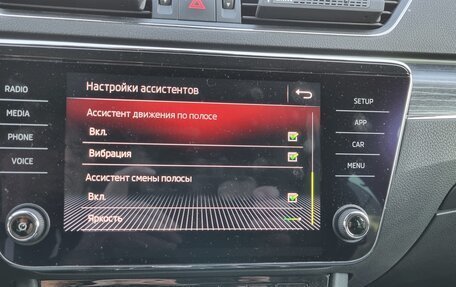 Настройки ассистентов
RADIO
MEDIA
PHONE
VOICE
Ассистент движения по полосе
Вкл.
Вибрация
Ассистент смены полосы
Вкл.
Яркость
SETUP
APP
CAR
MENU